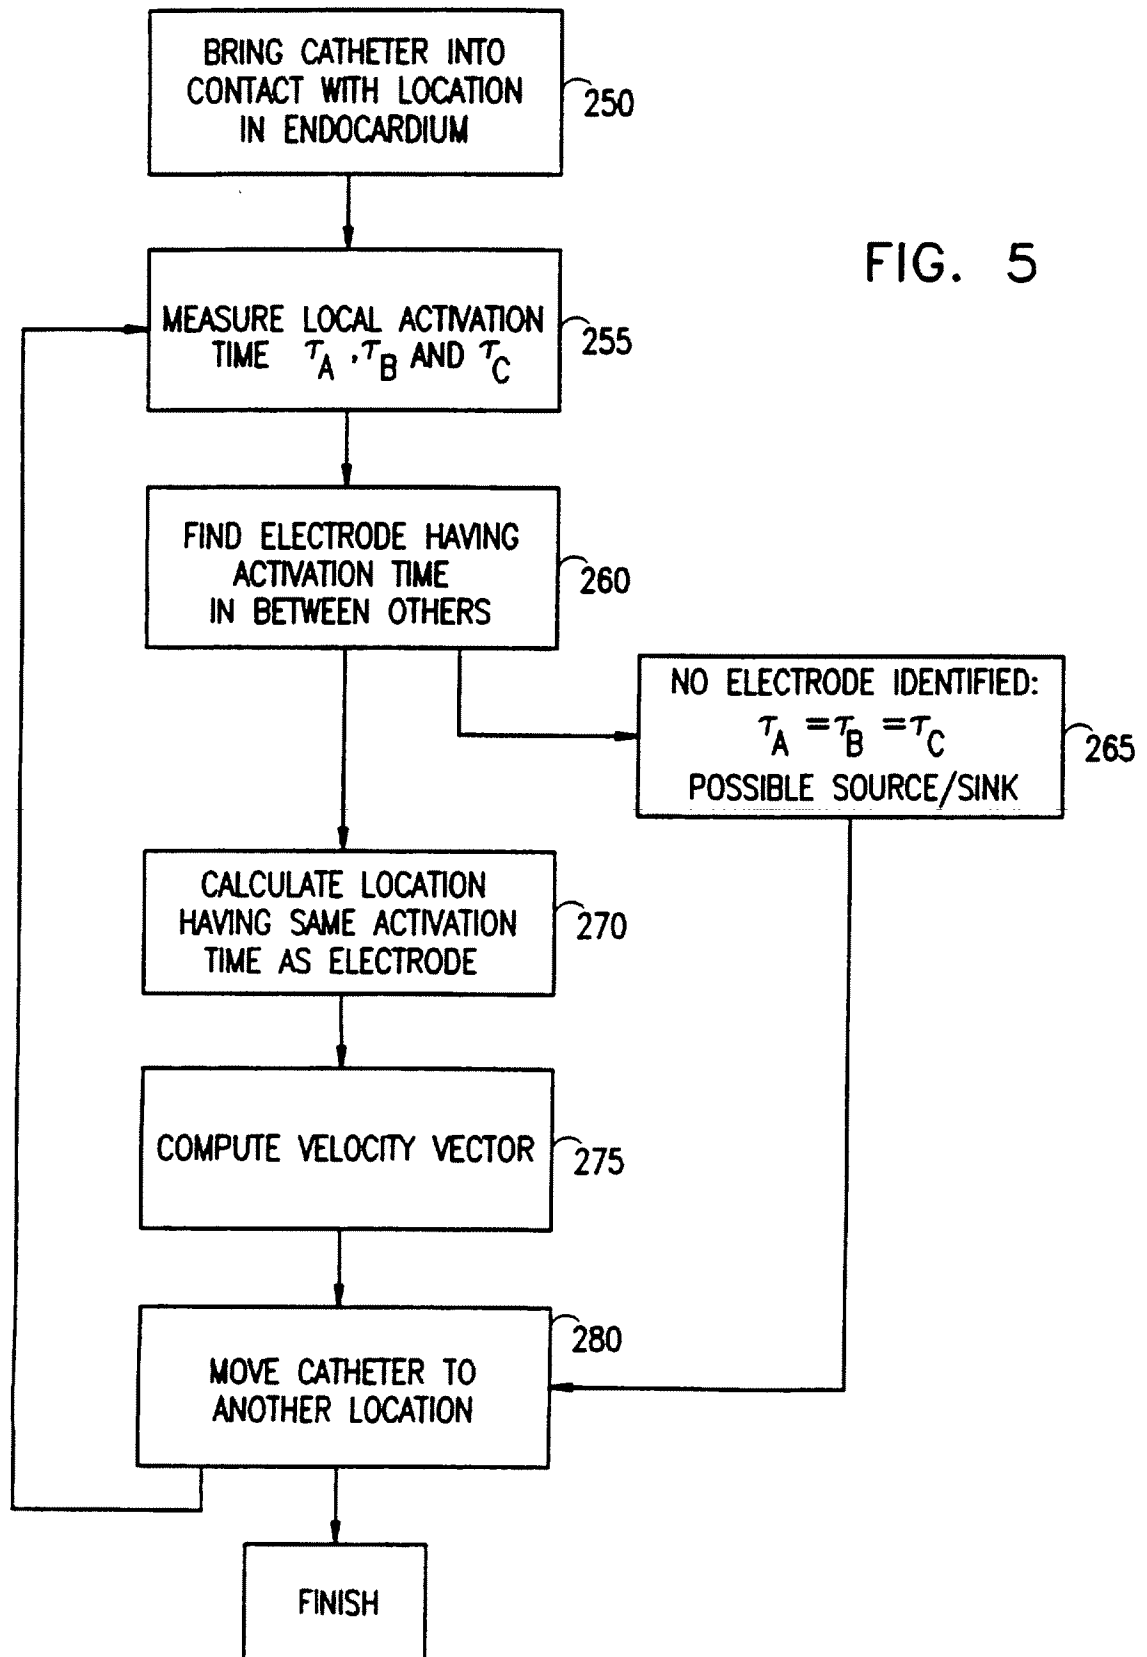 BRING CATHETER INTO
CONTACT WITH LOCATION
IN ENDOCARDIUM
250
FIG. 5
MEASURE LOCAL ACTIVATION
TIME τA , τB AND τC
255
FIND ELECTRODE HAVING
ACTIVATION TIME
IN BETWEEN OTHERS
260
NO ELECTRODE IDENTIFIED:
τA = τB = τC
POSSIBLE SOURCE/SINK
265
CALCULATE LOCATION
HAVING SAME ACTIVATION
TIME AS ELECTRODE
270
COMPUTE VELOCITY VECTOR
275
MOVE CATHETER TO
ANOTHER LOCATION
280
FINISH